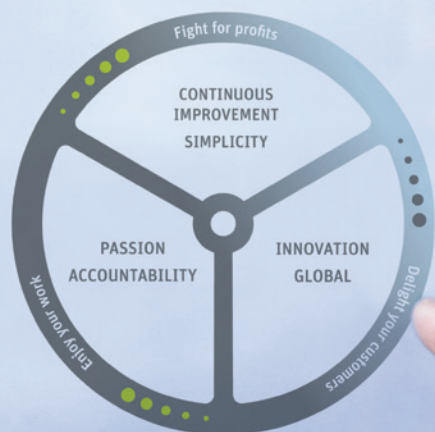 Fight for profits
CONTINUOUS
IMPROVEMENT
SIMPLICITY
PASSION
ACCOUNTABILITY
INNOVATION
GLOBAL
Enjoy your work
Delight your customers